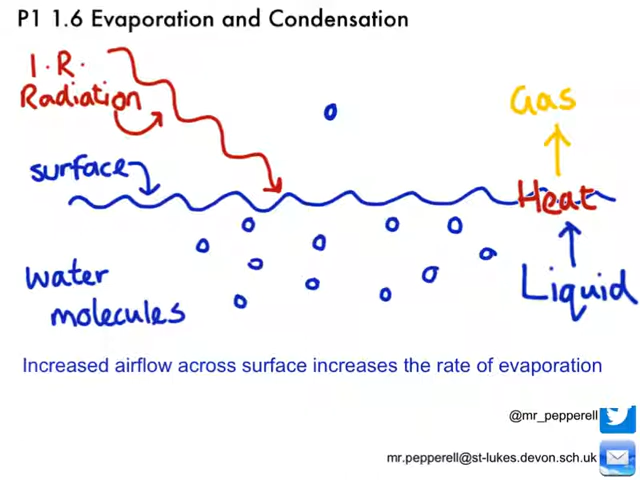 P1 1.6 Evaporation and Condensation
I.R.
Radiation
Gas
surface
Heat
Water
molecules
Liquid
Increased airflow across surface increases the rate of evaporation
@mr_pepperell
mr.pepperell@st-lukes.devon.sch.uk